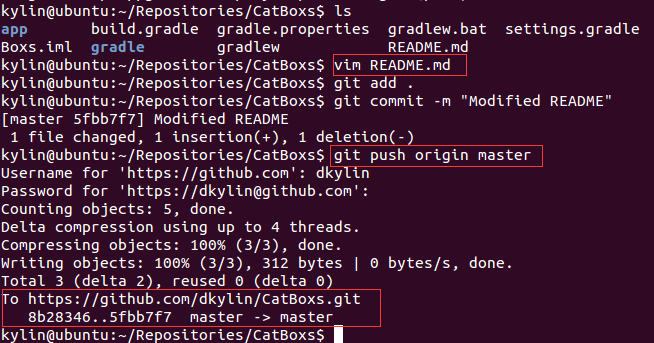 kylin@ubuntu:~/Repositories/CatBoxs$ ls
app       build.gradle  gradle.properties  gradlew.bat  settings.gradle
Boxs.iml  gradle        gradlew            README.md
kylin@ubuntu:~/Repositories/CatBoxs$ vim README.md
kylin@ubuntu:~/Repositories/CatBoxs$ git add .
kylin@ubuntu:~/Repositories/CatBoxs$ git commit -m "Modified README"
[master 5fbb7f7] Modified README
 1 file changed, 1 insertion(+), 1 deletion(-)
kylin@ubuntu:~/Repositories/CatBoxs$ git push origin master
Username for 'https://github.com': dkylin
Password for 'https://dkylin@github.com':
Counting objects: 5, done.
Delta compression using up to 4 threads.
Compressing objects: 100% (3/3), done.
Writing objects: 100% (3/3), 312 bytes | 0 bytes/s, done.
Total 3 (delta 2), reused 0 (delta 0)
To https://github.com/dkylin/CatBoxs.git
   8b28346..5fbb7f7  master -> master
kylin@ubuntu:~/Repositories/CatBoxs$